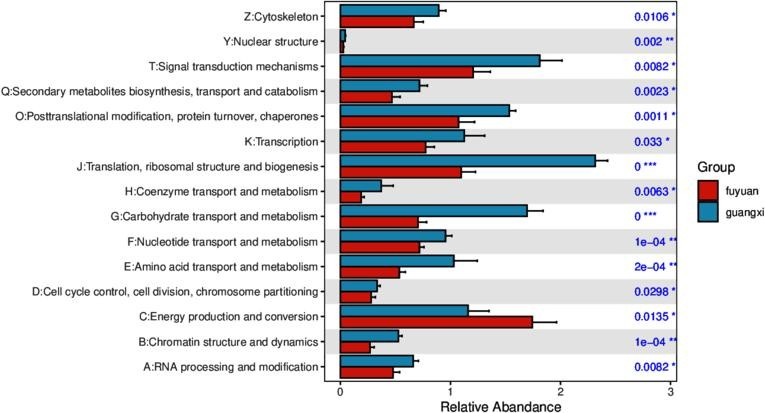 Z:Cytoskeleton 0.0106 *
Y:Nuclear structure 0.002 **
T:Signal transduction mechanisms 0.0082 *
Q:Secondary metabolites biosynthesis, transport and catabolism 0.0023 *
O:Posttranslational modification, protein turnover, chaperones 0.0011 *
K:Transcription 0.033 *
J:Translation, ribosomal structure and biogenesis 0 ***
H:Coenzyme transport and metabolism 0.0063 *
G:Carbohydrate transport and metabolism 0 ***
F:Nucleotide transport and metabolism 1e-04 **
E:Amino acid transport and metabolism 2e-04 **
D:Cell cycle control, cell division, chromosome partitioning 0.0298 *
C:Energy production and conversion 0.0135 *
B:Chromatin structure and dynamics 1e-04 **
A:RNA processing and modification 0.0082 *
0 1 2 3
Relative Abandance
Group
fuyuan
guangxi